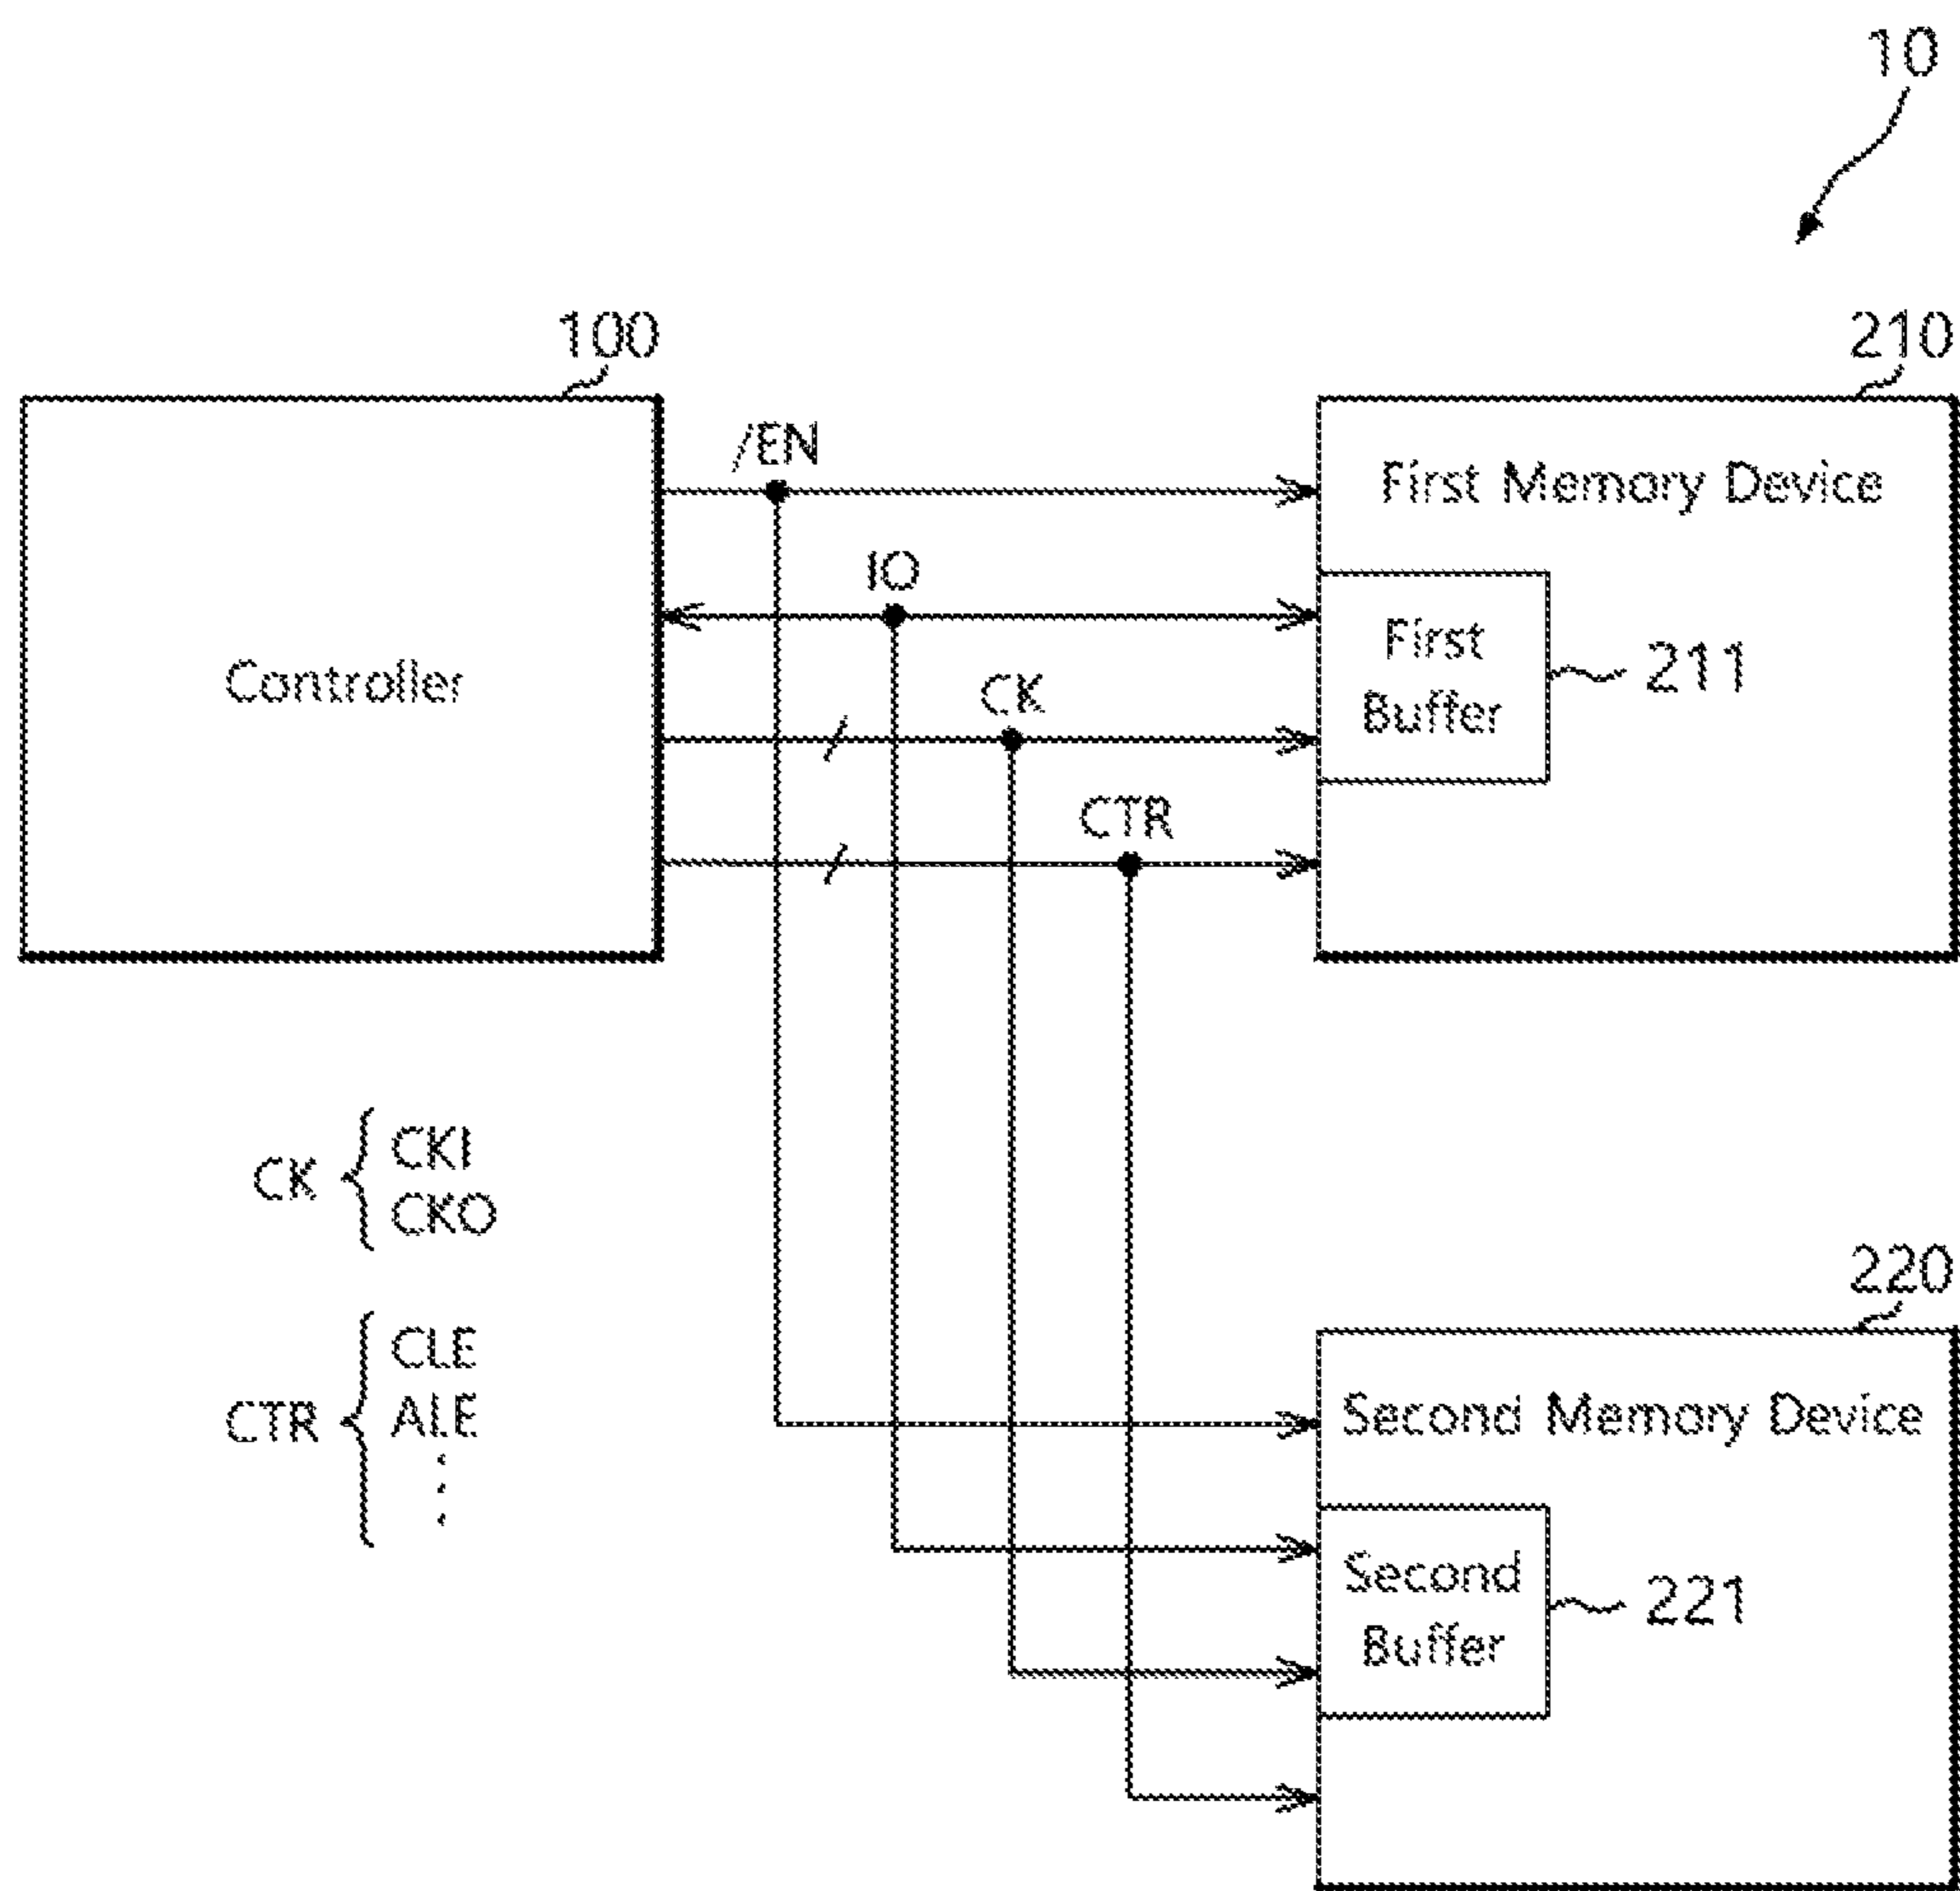 10
100
210
/EN
First Memory Device
IO
First
Buffer
211
Controller
CK
CTR
CK
CKI
CKO
220
CTR
CLE
ALE
Second Memory Device
Second
Buffer
221